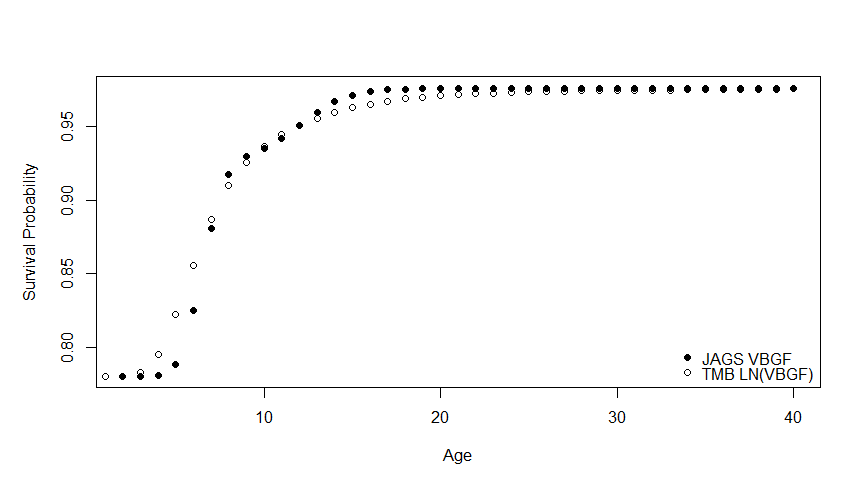 Survival Probability
0.95
0.90
0.85
0.80
JAGS VBGF
TMB LN(VBGF)
10
20
30
40
Age